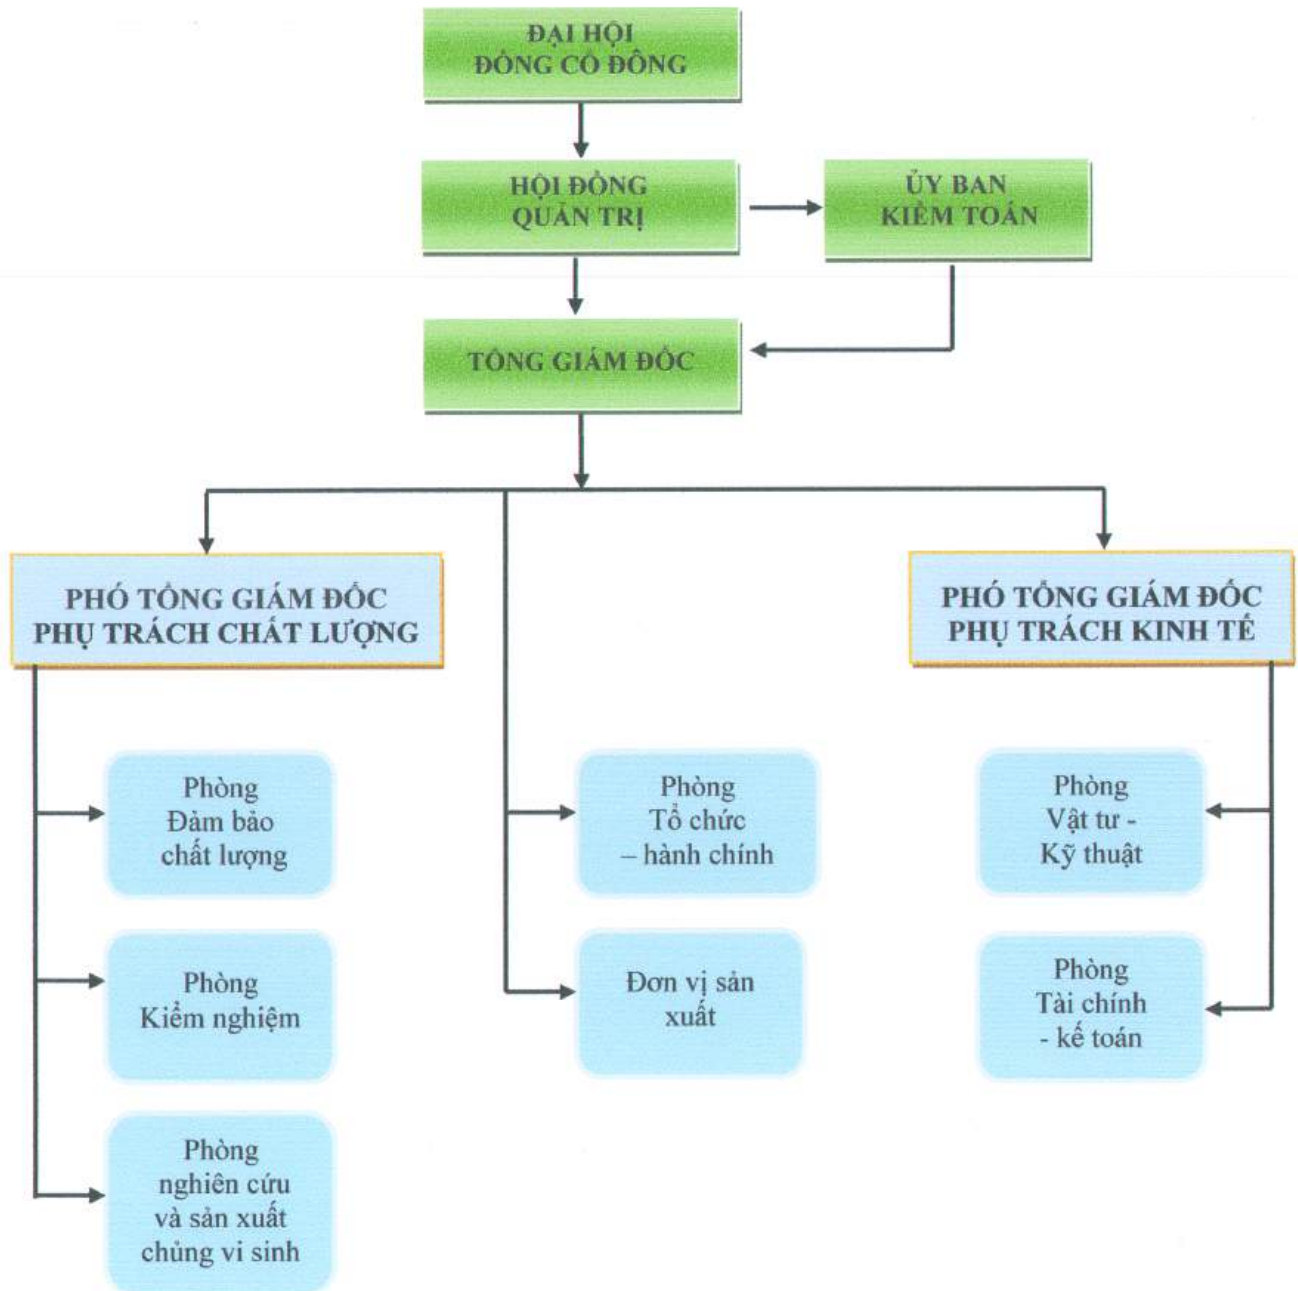 ĐẠI HỘI
ĐỒNG CỔ ĐÔNG
HỘI ĐỒNG
QUẢN TRỊ
ỦY BAN
KIỂM TOÁN
TỔNG GIÁM ĐỐC
PHÓ TỔNG GIÁM ĐỐC
PHỤ TRÁCH CHẤT LƯỢNG
PHÓ TỔNG GIÁM ĐỐC
PHỤ TRÁCH KINH TẾ
Phòng
Đảm bảo
chất lượng
Phòng
Tổ chức
– hành chính
Phòng
Vật tư -
Kỹ thuật
Phòng
Kiểm nghiệm
Đơn vị sản
xuất
Phòng
Tài chính
- kế toán
Phòng
nghiên cứu
và sản xuất
chủng vi sinh